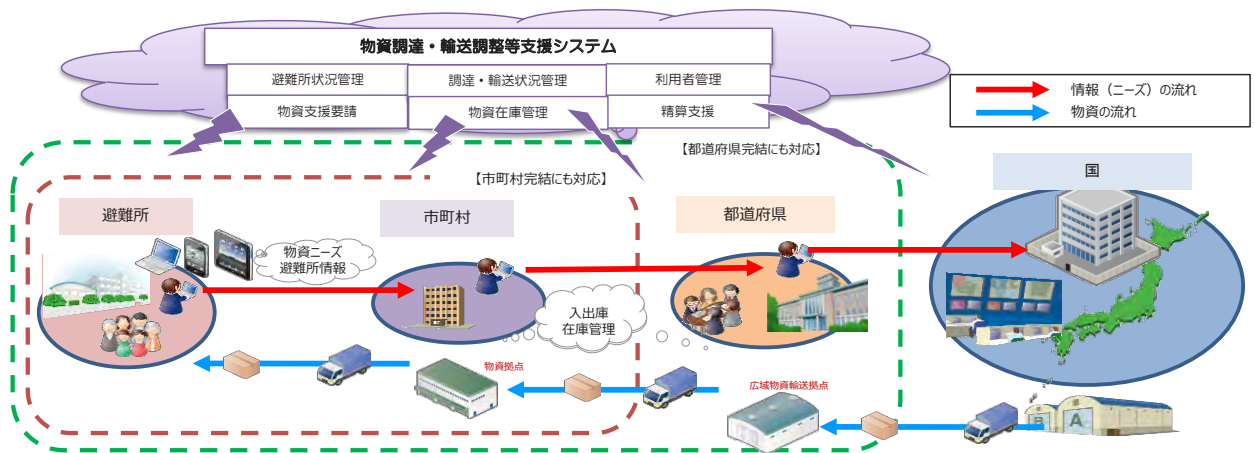 物資調達・輸送調整等支援システム
避難所状況管理
調達・輸送状況管理
利用者管理
物資支援要請
物資在庫管理
精算支援
情報（ニーズ）の流れ
物資の流れ
【都道府県完結にも対応】
【市町村完結にも対応】
国
避難所
市町村
都道府県
物資ニーズ
避難所情報
入出庫
在庫管理
物資拠点
広域物資輸送拠点
B
A